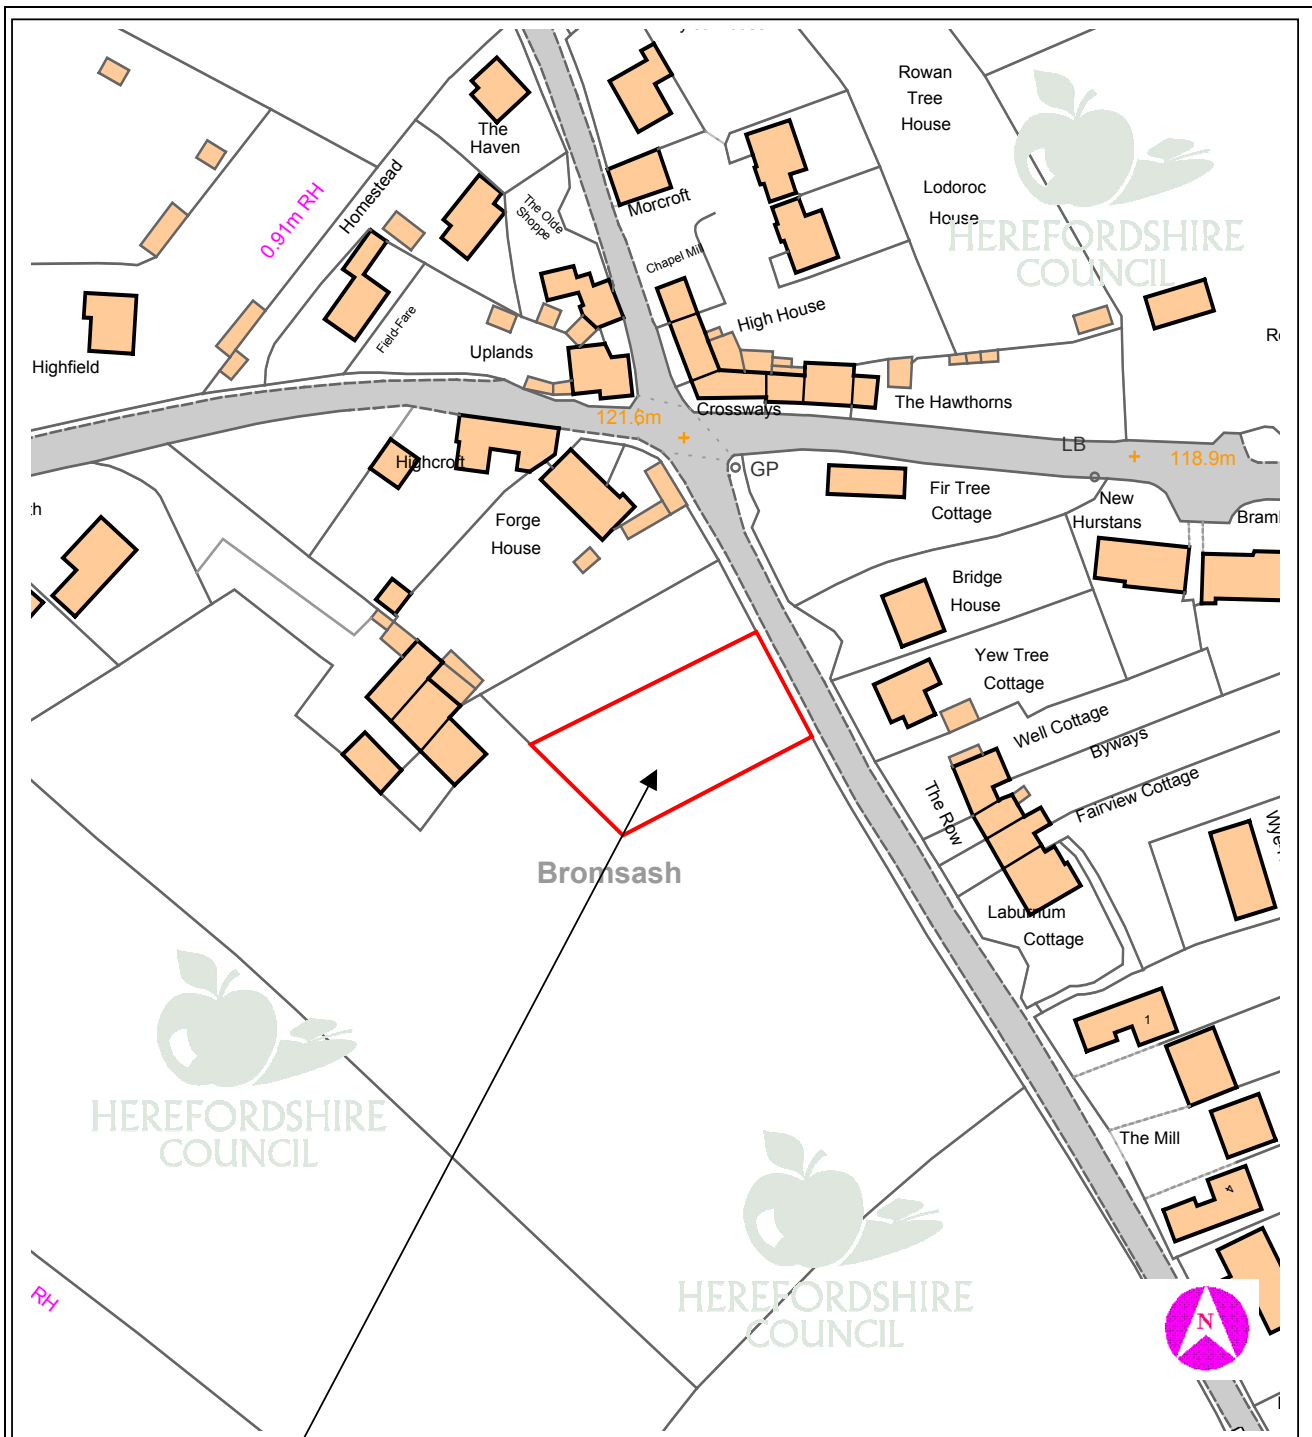 Rowan
Tree
House
The
Haven
Homestead
0.91m RH
The Olde
Shoppe
Morcroft
Lodoroc
House
HEREFORDSHIRE
COUNCIL
Chapel Mill
High House
Field-Fare
Uplands
Highfield
Crossways
The Hawthorns
121.6m
LB
118.9m
GP
Highcroft
Fir Tree
Cottage
New
Hurstans
Forge
House
Bridge
House
Yew Tree
Cottage
Well Cottage
Byways
Fairview Cottage
The Row
Bromsash
Laburnum
Cottage
1
HEREFORDSHIRE
COUNCIL
The Mill
4
HEREFORDSHIRE
COUNCIL
RH
N